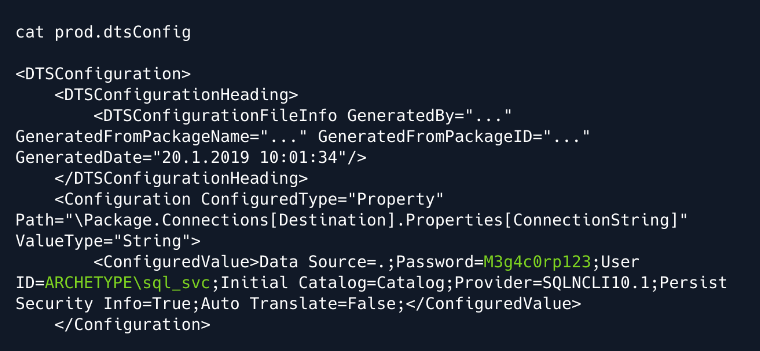 cat prod.dtsConfig
<DTSConfiguration>
<DTSConfigurationHeading>
<DTSConfigurationFileInfo GeneratedBy="..."
GeneratedFromPackageName="..." GeneratedFromPackageID="..."
GeneratedDate="20.1.2019 10:01:34"/>
</DTSConfigurationHeading>
<Configuration ConfiguredType="Property"
Path="\Package.Connections[Destination].Properties[ConnectionString]"
ValueType="String">
<ConfiguredValue>Data Source=.;Password=M3g4c0rp123;User
ID=ARCHETYPE\sql_svc;Initial Catalog=Catalog;Provider=SQLNCLI10.1;Persist
Security Info=True;Auto Translate=False;</ConfiguredValue>
</Configuration>